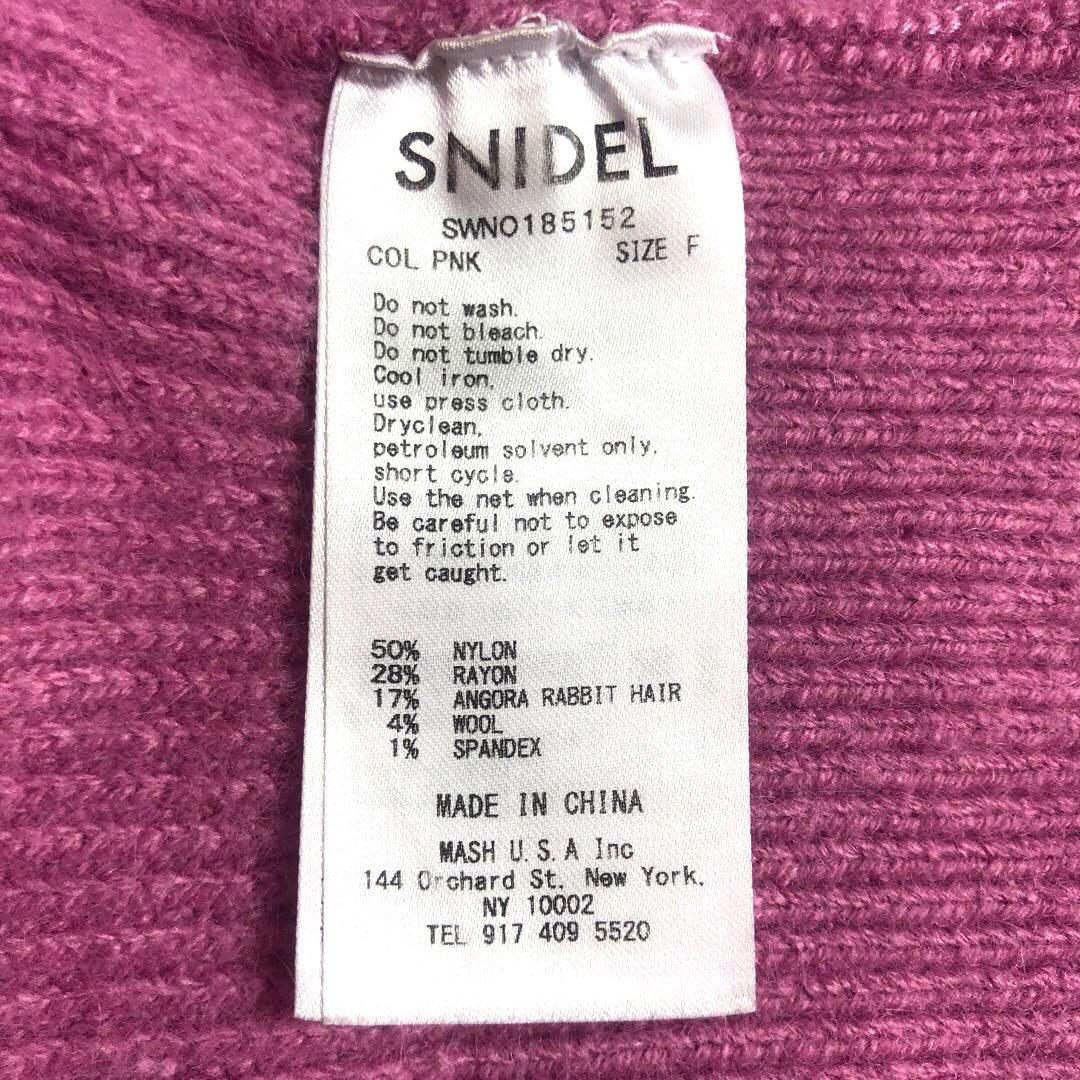 SNIDEL
SWNO185152
COL PNK SIZE F
Do not wash.
Do not bleach.
Do not tumble dry.
Cool iron,
use press cloth.
Dryclean,
petroleum solvent only,
short cycle.
Use the net when cleaning.
Be careful not to expose
to friction or let it
get caught.
50% NYLON
28% RAYON
17% ANGORA RABBIT HAIR
4% WOOL
1% SPANDEX
MADE IN CHINA
MASH U.S.A Inc
144 Orchard St. New York,
NY 10002
TEL 917 409 5520